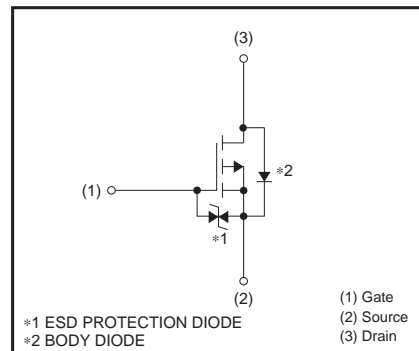 (3)
∗2
(1)
∗1
(2)
∗1 ESD PROTECTION DIODE
∗2 BODY DIODE
(1) Gate
(2) Source
(3) Drain